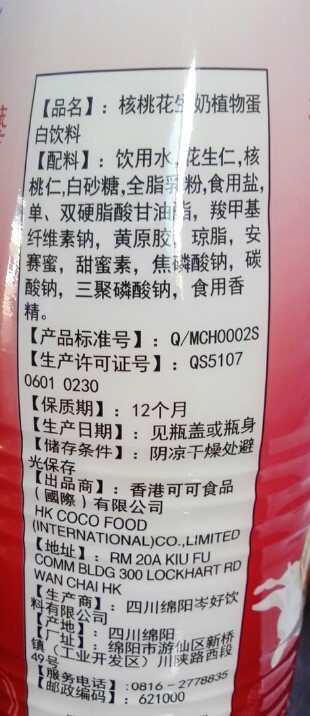 【品名】：核桃花生奶植物蛋
白饮料
【配料】：饮用水,花生仁,核
桃仁,白砂糖,全脂乳粉,食用盐,
单、双硬脂酸甘油酯，羧甲基
纤维素钠，黄原胶，琼脂，安
赛蜜，甜蜜素，焦磷酸钠，碳
酸钠，三聚磷酸钠，食用香
精。
【产品标准号】：Q/MCH0002S
【生产许可证号】：QS5107
0601 0230
【保质期】：12个月
【生产日期】：见瓶盖或瓶身
【储存条件】：阴凉干燥处避
光保存
【出品商】：香港可可食品
(國際)有限公司
HK COCO FOOD
(INTERNATIONAL)CO.,LIMITED
【地址】：RM 20A KIU FU
COMM BLDG 300 LOCKHART RD
WAN CHAI HK
【生产商】：四川绵阳岑好饮
料有限公司
【产地】：四川绵阳
【厂址】：绵阳市游仙区新桥
镇（工业开发区）川陕路西段
49号
【服务电话】:0816-2778835
【邮政编码】：621000